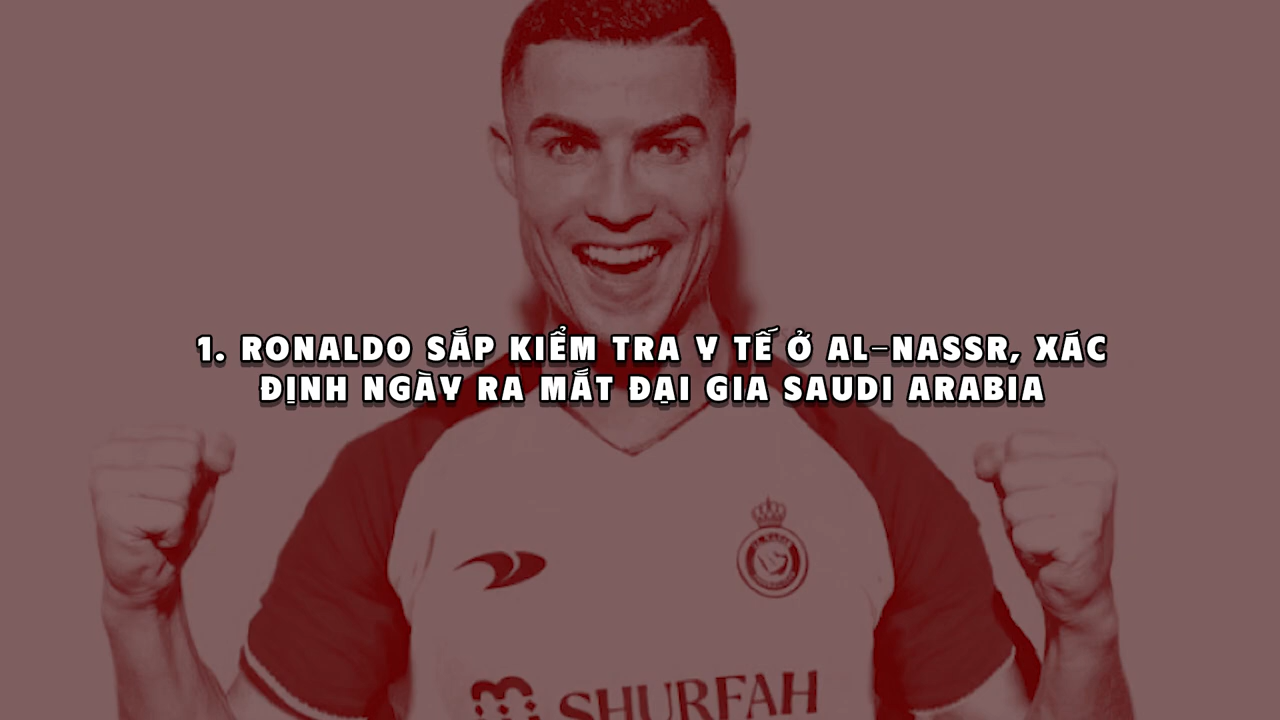 1. RONALDO SẮP KIỂM TRA Y TẾ Ở AL-NASSR, XÁC
ĐỊNH NGÀY RA MẮT ĐẠI GIA SAUDI ARABIA
SHURFAH